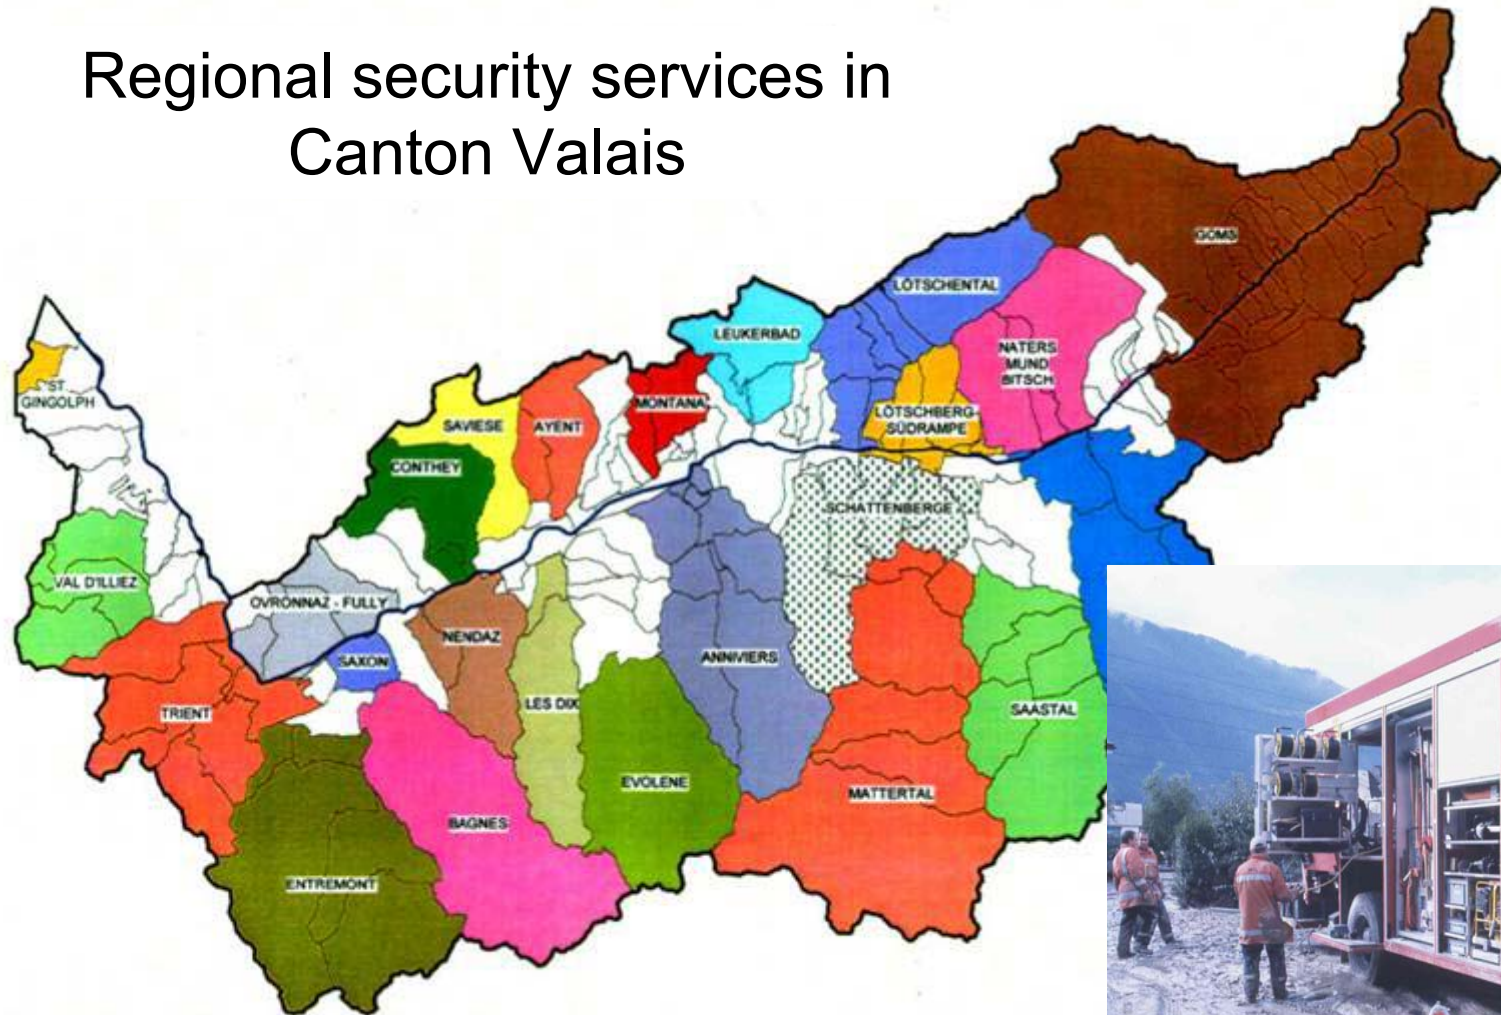 Regional security services in
Canton Valais
GOMS
LÖTSCHENTAL
LEUKERBAD
NATERS
MUND
BITSCH
ST
GINGOLPH
MONTANA
LÖTSCHBERG-
SÜDRAMPE
SAVIESE
AYENT
CONTHEY
SCHATTENBERGE
VAL D'ILLIEZ
OVRONNAZ - FULLY
NENDAZ
SAXON
ANNIVIERS
LES DIX
SAASTAL
TRIENT
EVOLENE
MATTERTAL
BAGNES
ENTREMONT